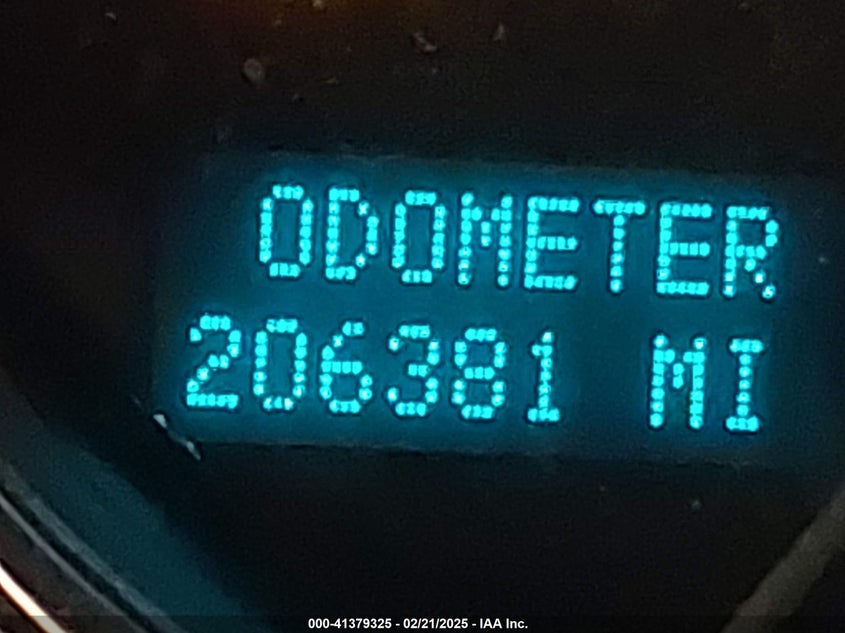 ODOMETER
206381 MI
000-41379325 - 02/21/2025 - IAA Inc.